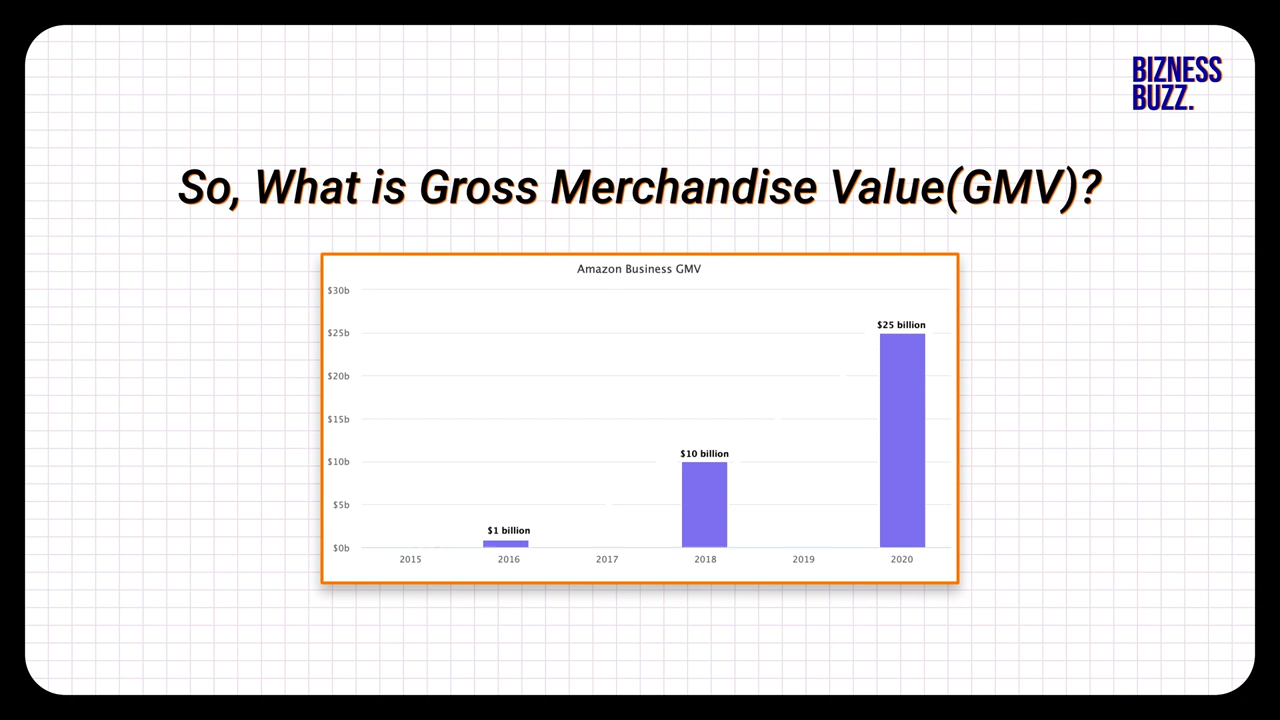 BIZNESS
BUZZ.
So, What is Gross Merchandise Value(GMV)?
Amazon Business GMV
$30b
$25b
$20b
$15b
$10b
$5b
$0b
$1 billion
$10 billion
$25 billion
2015 2016 2017 2018 2019 2020